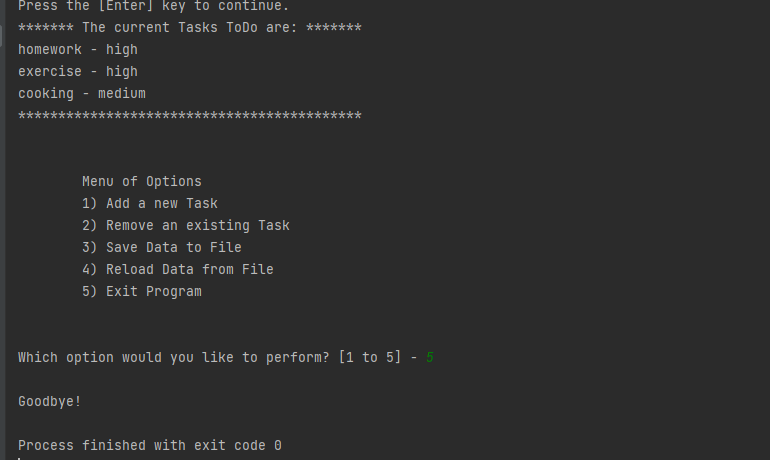 Press the [Enter] key to continue.
******* The current Tasks ToDo are: *******
homework - high
exercise - high
cooking - medium
*******************************************
Menu of Options
1) Add a new Task
2) Remove an existing Task
3) Save Data to File
4) Reload Data from File
5) Exit Program
Which option would you like to perform? [1 to 5] - 5
Goodbye!
Process finished with exit code 0